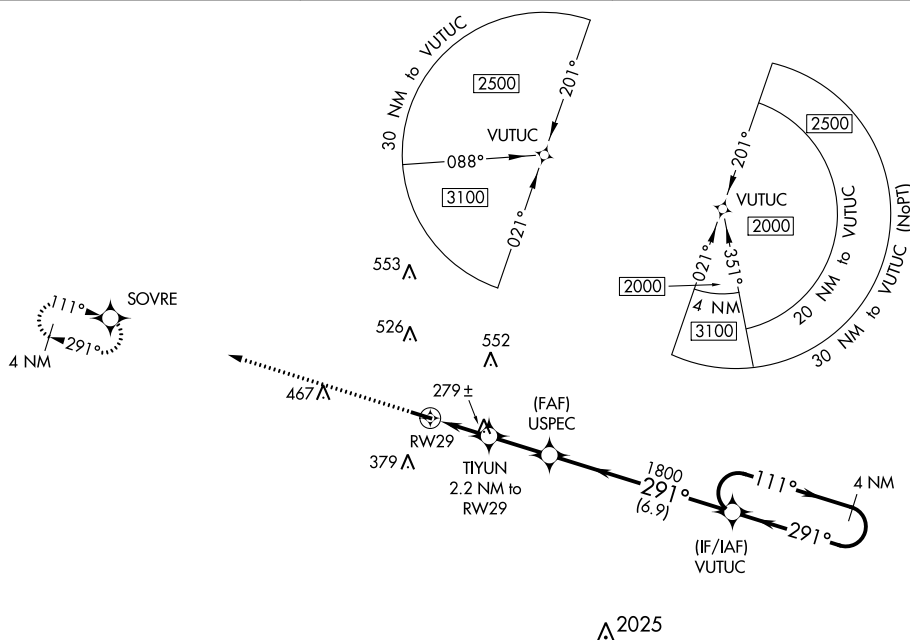 30 NM to VUTUC
2500
201°
VUTUC
088°
3100
021°
2500
201°
VUTUC
2000
20 NM to VUTUC
30 NM to VUTUC (NoPT)
021°
351°
2000
4 NM
3100
553
526
552
SOVRE
111°
291°
4 NM
467
279 ±
RW29
379
TIYUN
2.2 NM to
RW29
(FAF)
USPEC
1800
291°
(6.9)
111°
4 NM
291°
(IF/IAF)
VUTUC
2025